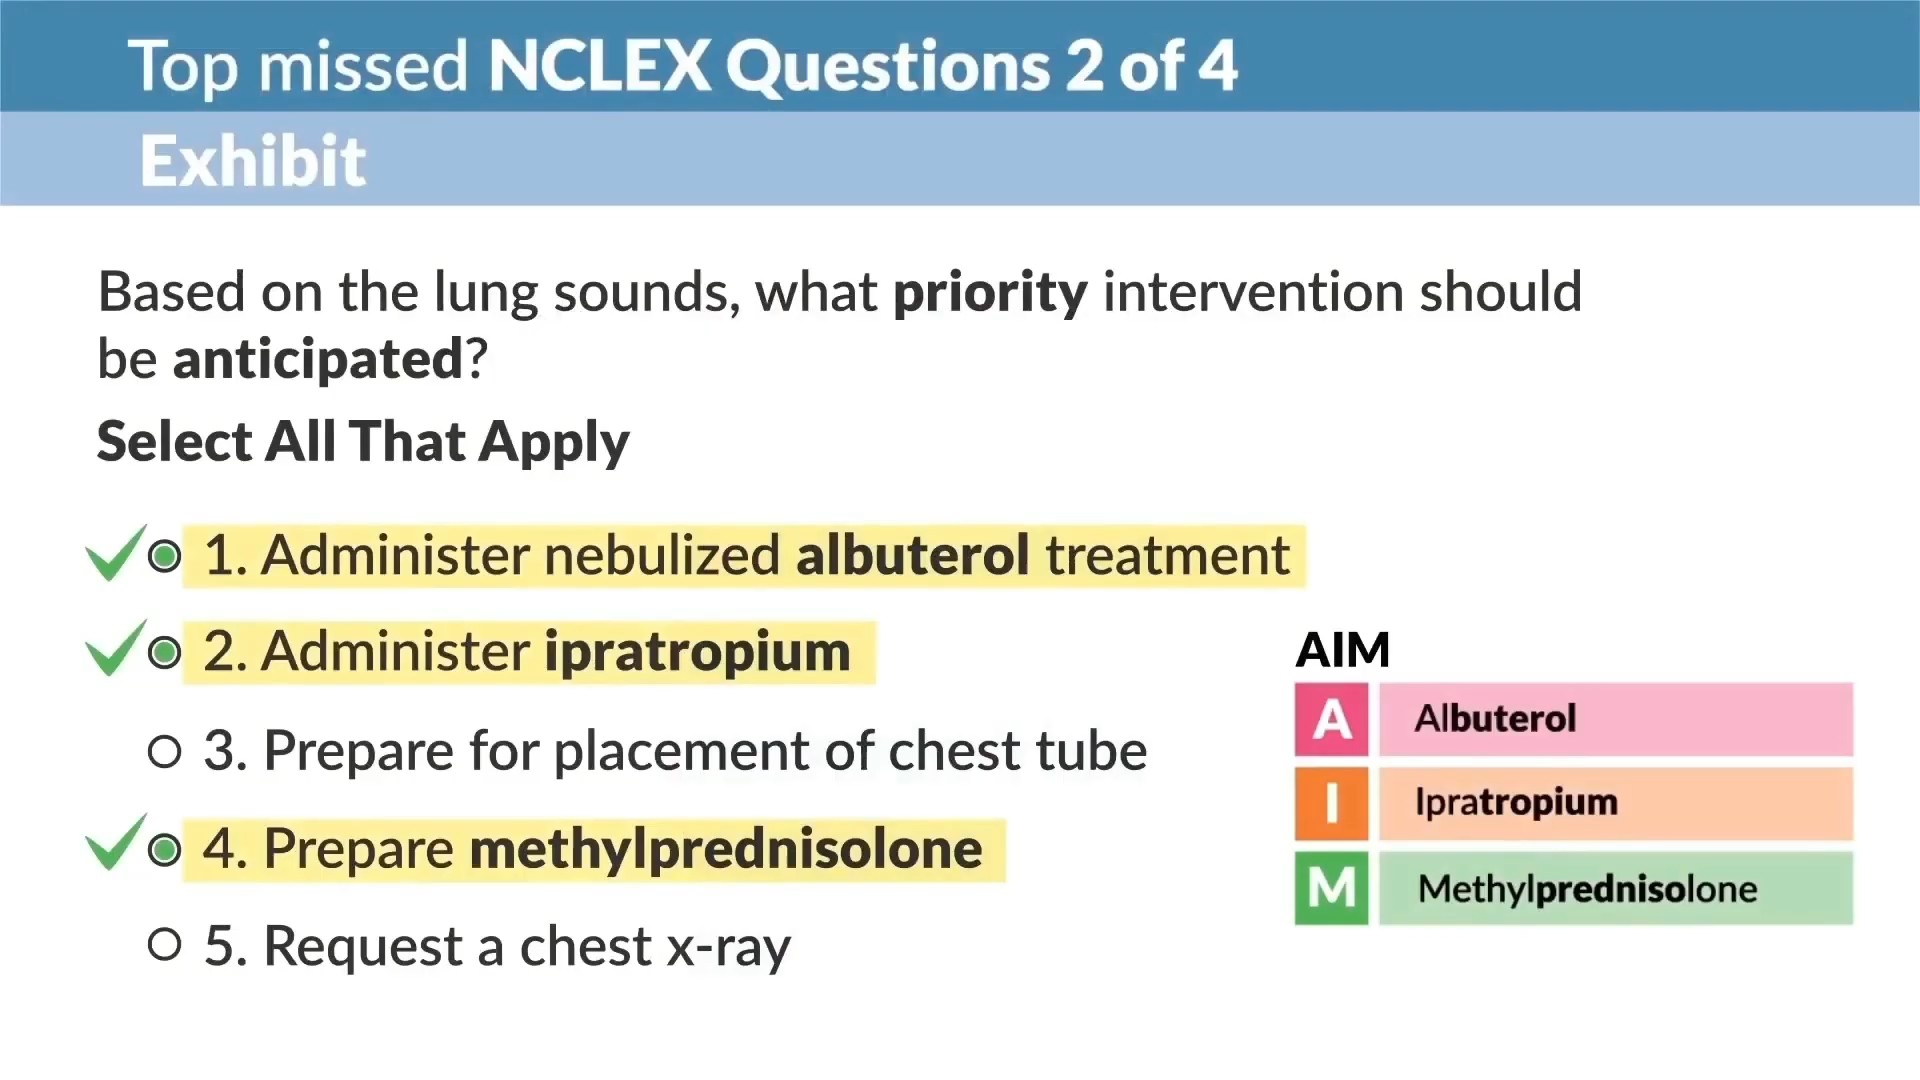 Top missed NCLEX Questions 2 of 4
Exhibit
Based on the lung sounds, what priority intervention should
be anticipated?
Select All That Apply
1. Administer nebulized albuterol treatment
2. Administer ipratropium
3. Prepare for placement of chest tube
4. Prepare methylprednisolone
5. Request a chest x-ray
AIM
A Albuterol
I Ipratropium
M Methylprednisolone